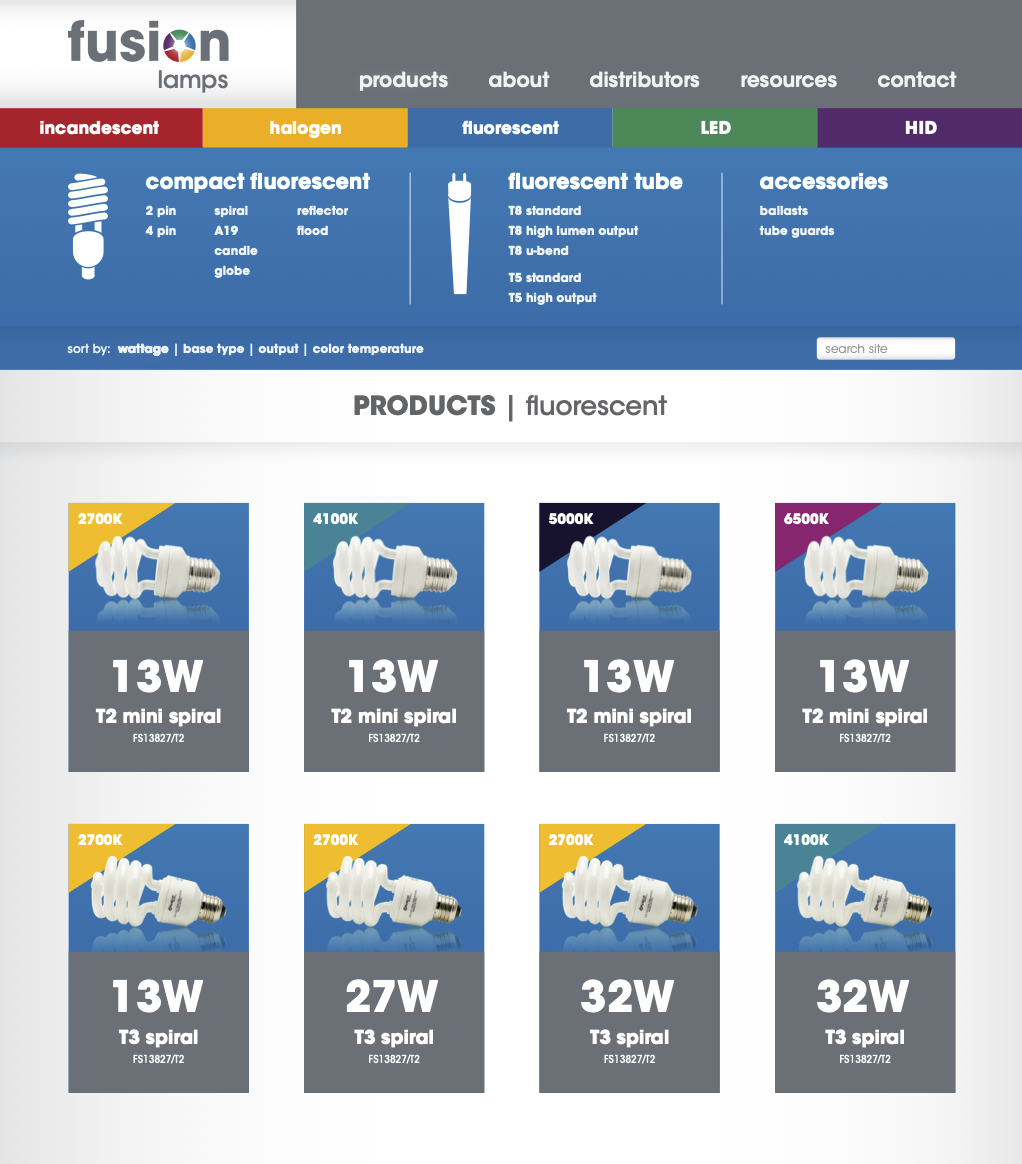 fusion
lamps
products about distributors resources contact
incandescent halogen fluorescent LED HID
compact fluorescent
2 pin spiral reflector
4 pin A19 flood
candle
globe
fluorescent tube
T8 standard
T8 high lumen output
T8 u-bend
T5 standard
T5 high output
accessories
ballasts
tube guards
sort by: wattage | base type | output | color temperature
search site
PRODUCTS | fluorescent
2700K
13W
T2 mini spiral
FS13827/T2
4100K
13W
T2 mini spiral
FS13827/T2
5000K
13W
T2 mini spiral
FS13827/T2
6500K
13W
T2 mini spiral
FS13827/T2
2700K
13W
T3 spiral
FS13827/T2
2700K
27W
T3 spiral
FS13827/T2
2700K
32W
T3 spiral
FS13827/T2
4100K
32W
T3 spiral
FS13827/T2